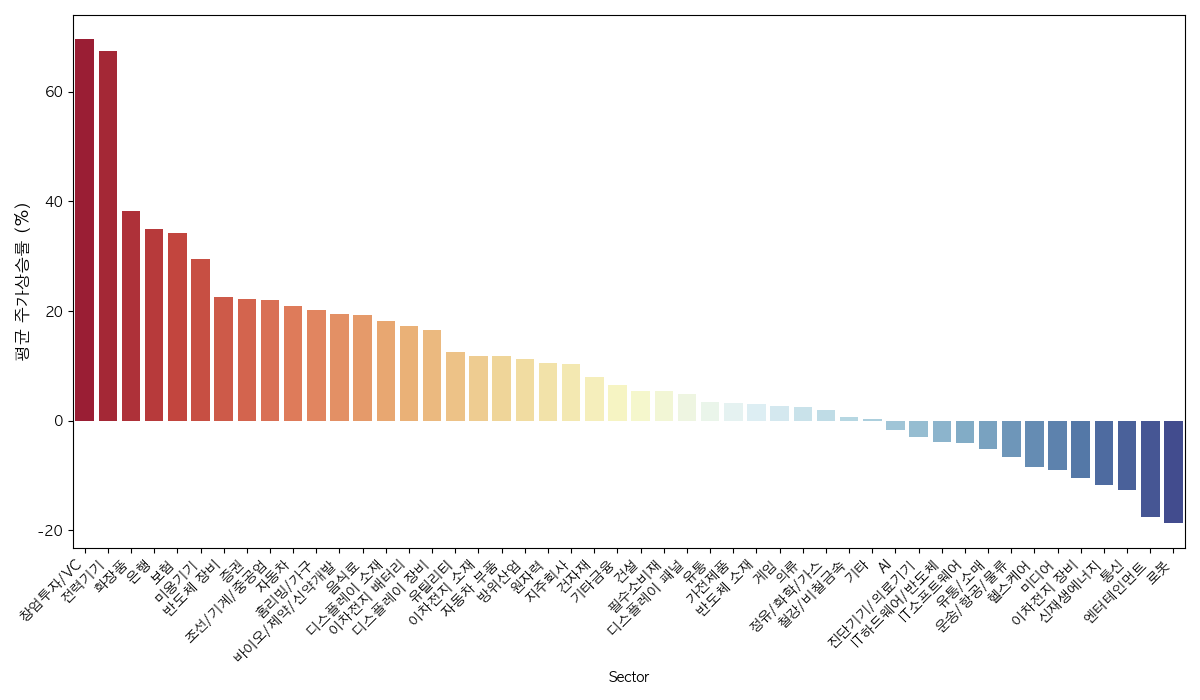 평균 주가상승률 (%)
60
40
20
0
-20
창업투자/VC
전력기기
화장품
은행
보험
미용기기
반도체 장비
증권
조선/기계/중공업
자동차
홈리빙/가구
바이오/제약/신약개발
음식료
디스플레이 소재
이차전지 배터리
디스플레이 장비
유틸리티
이차전지 소재
자동차 부품
방위산업
원자력
지주회사
건자재
기타금융
건설
필수소비재
디스플레이 패널
유통
가전제품
반도체 소재
게임
의류
정유/화학/가스
철강/비철금속
기타
AI
진단기기/의료기기
IT하드웨어/반도체
IT소프트웨어
유통/소매
운송/항공/물류
헬스케어
미디어
이차전지 장비
신재생에너지
통신
엔터테인먼트
로봇
Sector